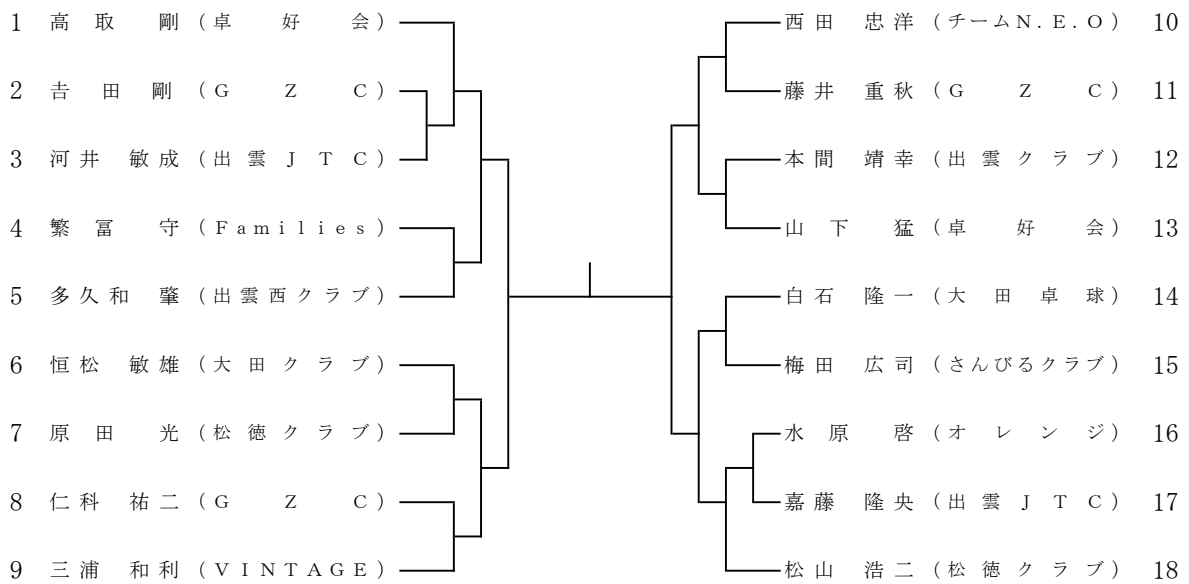 1 高取 剛 (卓好会)
2 吉田 剛 (GZC)
3 河井 敏成 (出雲JTC)
4 繁冨 守 (Families)
5 多久和 肇 (出雲西クラブ)
6 恒松 敏雄 (大田クラブ)
7 原田 光 (松徳クラブ)
8 仁科 祐二 (GZC)
9 三浦 和利 (VINTAGE)
西田 忠洋 (チームN.E.O) 10
藤井 重秋 (GZC) 11
本間 靖幸 (出雲クラブ) 12
山下 猛 (卓好会) 13
白石 隆一 (大田卓球) 14
梅田 広司 (さんびるクラブ) 15
水原 啓 (オレンジ) 16
嘉藤 隆央 (出雲JTC) 17
松山 浩二 (松徳クラブ) 18